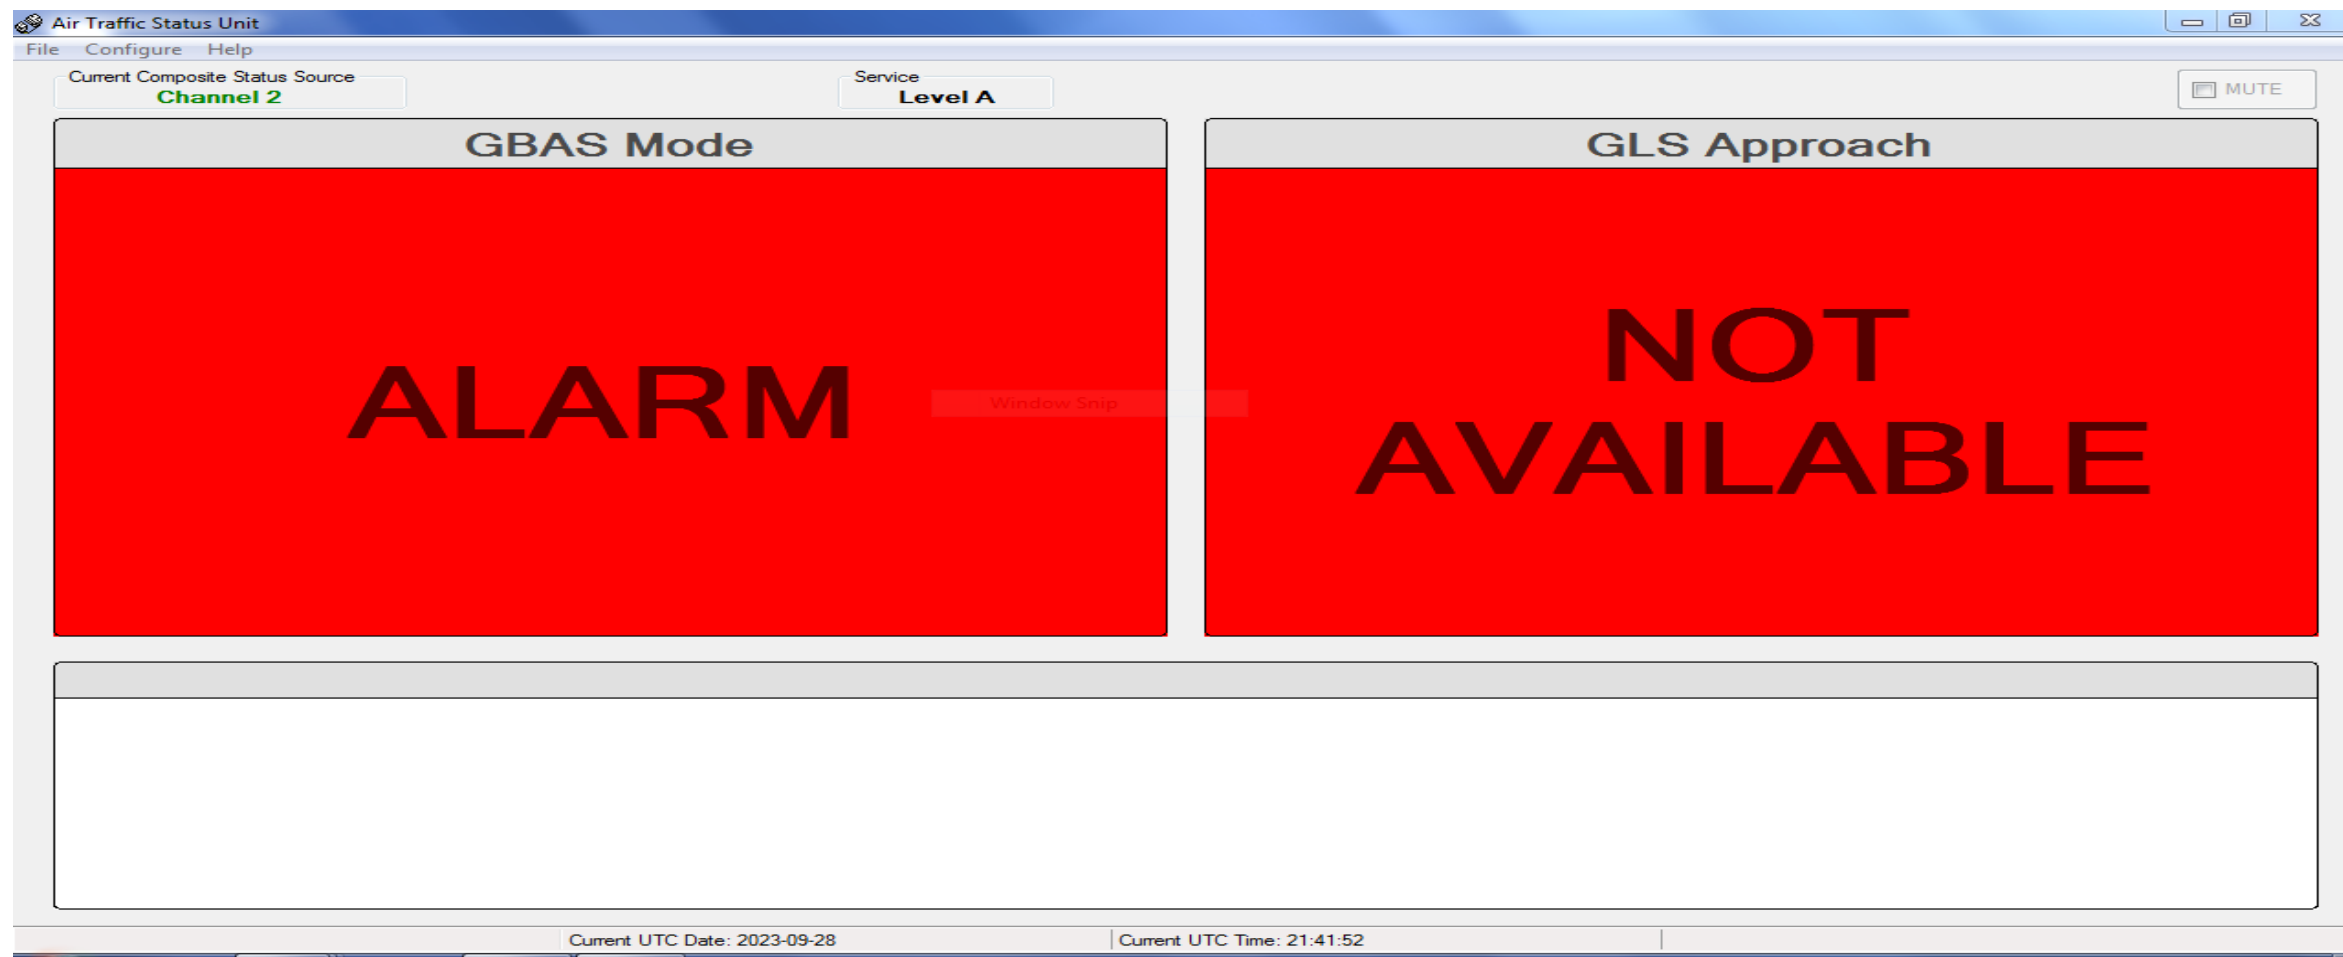 Air Traffic Status Unit
File Configure Help
Current Composite Status Source
Channel 2
Service
Level A
MUTE
GBAS Mode
GLS Approach
ALARM
NOT
AVAILABLE
Window Snip
Current UTC Date: 2023-09-28
Current UTC Time: 21:41:52